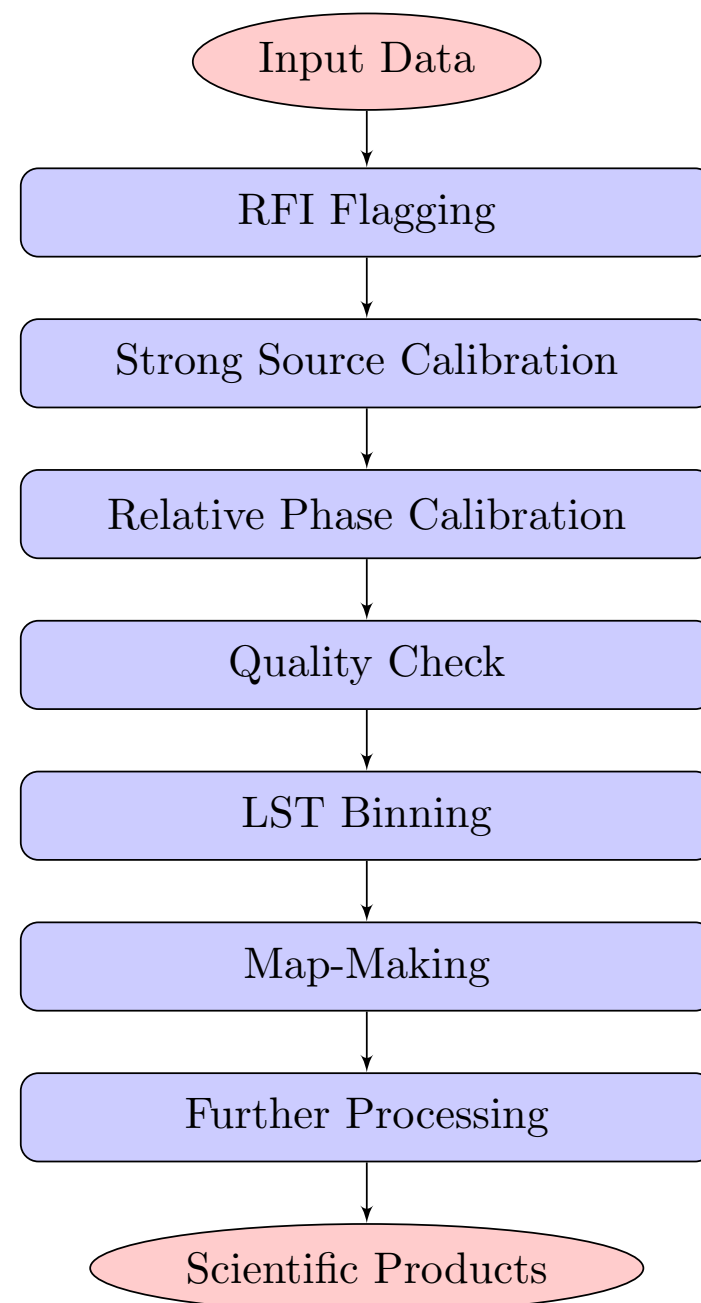 Input Data
RFI Flagging
Strong Source Calibration
Relative Phase Calibration
Quality Check
LST Binning
Map-Making
Further Processing
Scientific Products